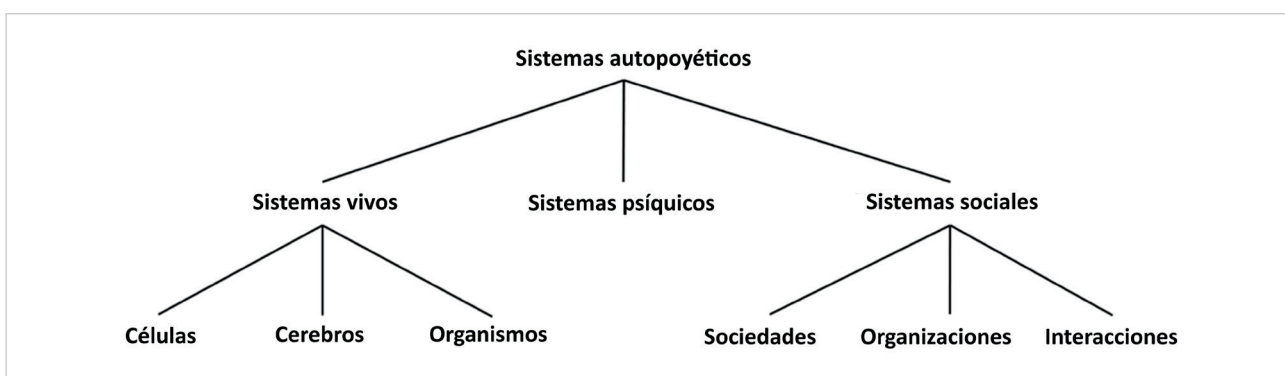 Sistemas autopoyéticos
Sistemas vivos Sistemas psíquicos Sistemas sociales
Células Cerebros Organismos Sociedades Organizaciones Interacciones